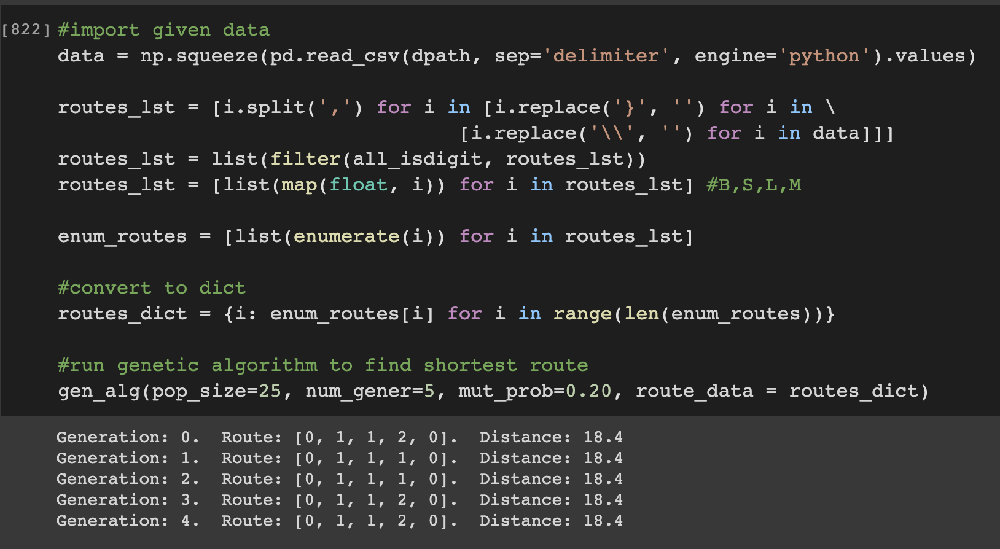 [822] #import given data
data = np.squeeze(pd.read_csv(dpath, sep='delimiter', engine='python').values)
routes_lst = [i.split(',') for i in [i.replace('}', '') for i in \
[i.replace('\\', '') for i in data]]]
routes_lst = list(filter(all_isdigit, routes_lst))
routes_lst = [list(map(float, i)) for i in routes_lst] #B,S,L,M
enum_routes = [list(enumerate(i)) for i in routes_lst]
#convert to dict
routes_dict = {i: enum_routes[i] for i in range(len(enum_routes))}
#run genetic algorithm to find shortest route
gen_alg(pop_size=25, num_gener=5, mut_prob=0.20, route_data = routes_dict)
Generation: 0.  Route: [0, 1, 1, 2, 0].  Distance: 18.4
Generation: 1.  Route: [0, 1, 1, 1, 0].  Distance: 18.4
Generation: 2.  Route: [0, 1, 1, 1, 0].  Distance: 18.4
Generation: 3.  Route: [0, 1, 1, 2, 0].  Distance: 18.4
Generation: 4.  Route: [0, 1, 1, 2, 0].  Distance: 18.4